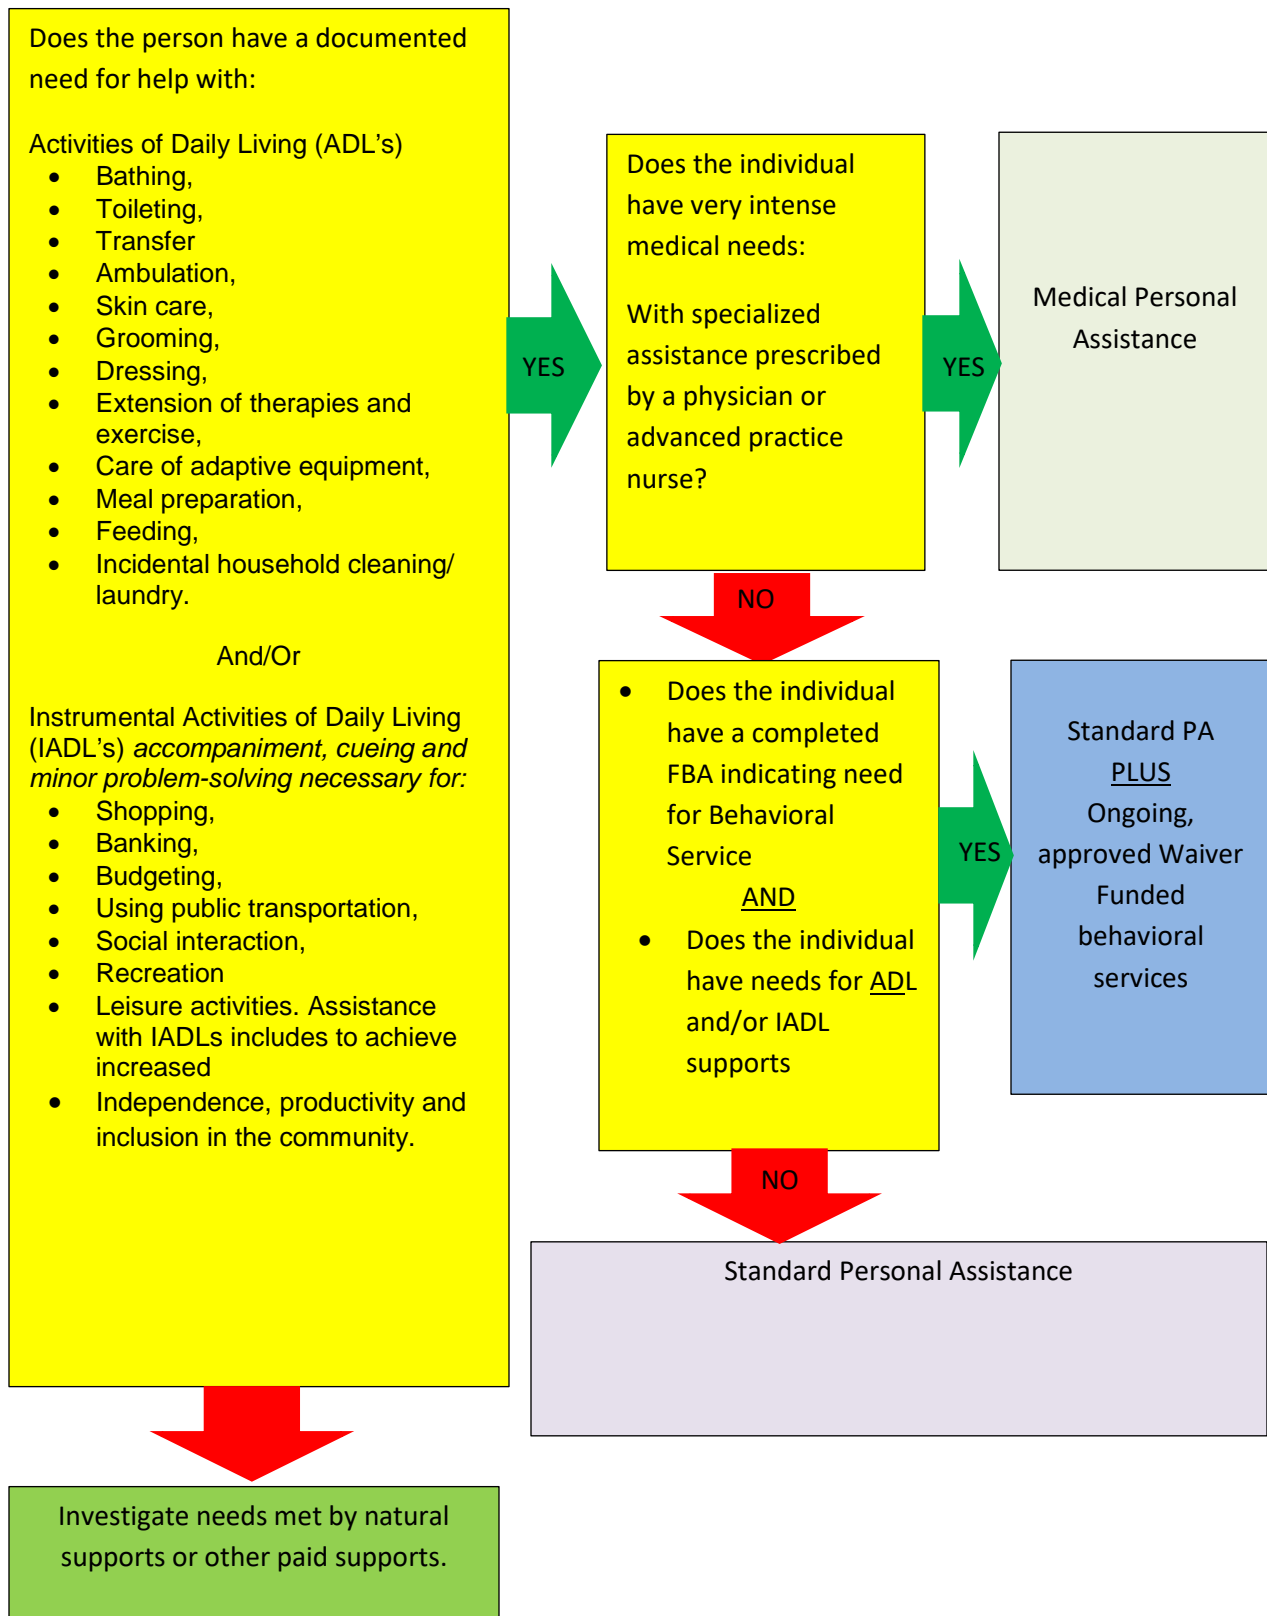 Does the person have a documented
need for help with:
Activities of Daily Living (ADL’s)
• Bathing,
• Toileting,
• Transfer
• Ambulation,
• Skin care,
• Grooming,
• Dressing,
• Extension of therapies and
exercise,
• Care of adaptive equipment,
• Meal preparation,
• Feeding,
• Incidental household cleaning/
laundry.
And/Or
Instrumental Activities of Daily Living
(IADL’s) accompaniment, cueing and
minor problem-solving necessary for:
• Shopping,
• Banking,
• Budgeting,
• Using public transportation,
• Social interaction,
• Recreation
• Leisure activities. Assistance
with IADLs includes to achieve
increased
• Independence, productivity and
inclusion in the community.
YES
Does the individual
have very intense
medical needs:
With specialized
assistance prescribed
by a physician or
advanced practice
nurse?
YES
Medical Personal
Assistance
NO
• Does the individual
have a completed
FBA indicating need
for Behavioral
Service
AND
• Does the individual
have needs for ADL
and/or IADL
supports
YES
Standard PA
PLUS
Ongoing,
approved Waiver
Funded
behavioral
services
NO
Standard Personal Assistance
Investigate needs met by natural
supports or other paid supports.